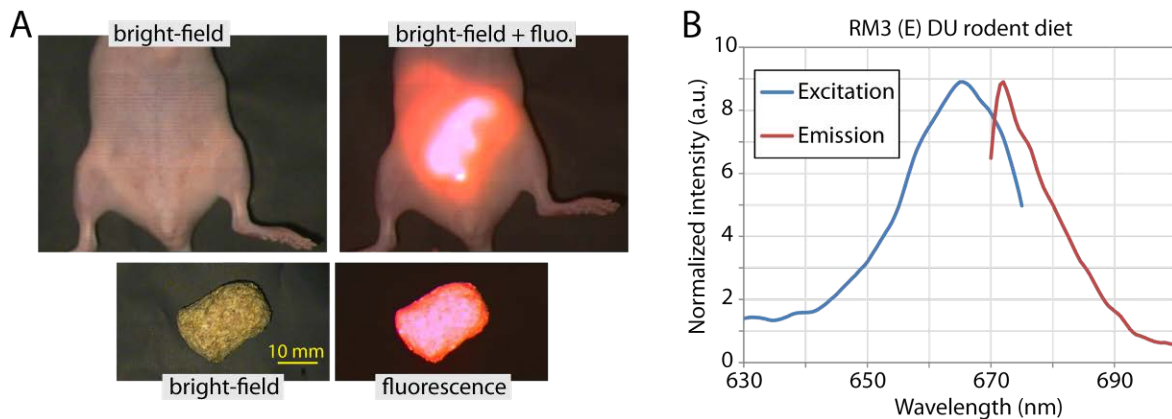 A
bright-field
bright-field + fluo.
10 mm
bright-field
fluorescence
B
RM3 (E) DU rodent diet
Normalized intensity (a.u.)
10
8
6
4
2
0
Excitation
Emission
630
650
670
690
Wavelength (nm)